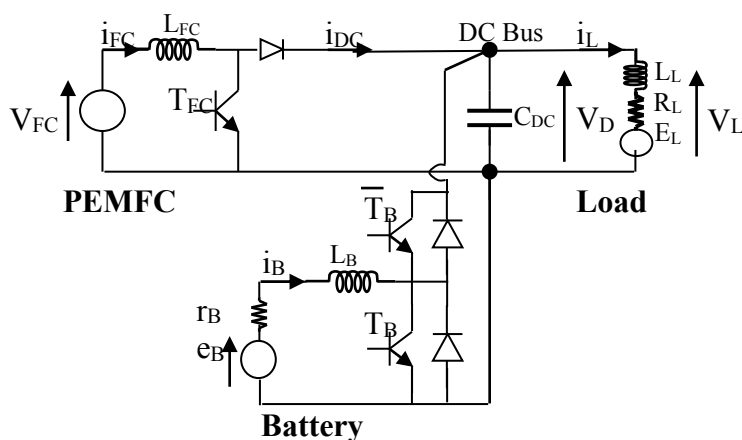 i_FC
L_FC
i_DC
DC Bus
i_L
V_FC
T_FC
C_DC
V_D
L_L
R_L
E_L
V_L
PEMFC
Load
T̅_B
i_B
L_B
r_B
e_B
T_B
Battery